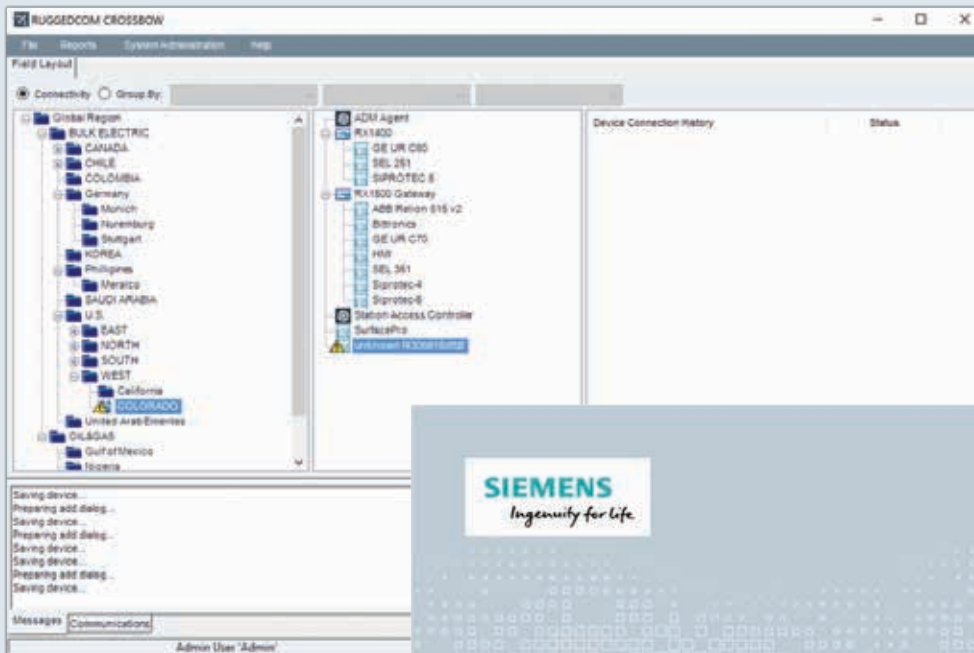 RUGGEDCOM CROSSBOW
File Reports System Administration Help
Field Layout
Connectivity Group By:
Global Region
BULK ELECTRIC
CANADA
CHILE
COLOMBIA
Germany
Munich
Nuremburg
Stuttgart
KOREA
Phillipines
Meralco
SAUDI ARABIA
U.S.
EAST
NORTH
SOUTH
WEST
California
COLORADO
United Arab Emerites
OIL&GAS
Gulf of Mexico
Nigeria
ADM Agent
RX1400
GE UR C60
SEL 251
SIPROTEC 5
RX1500 Gateway
ABB Relion 615 v2
Bitronics
GE UR C70
HMI
SEL 351
Siprotec-4
Siprotec-5
Station Access Controller
SurfacePro
unknown
Device Connection History Status
Saving device...
Preparing add dialog...
Saving device...
Preparing add dialog...
Saving device...
Saving device...
Preparing add dialog...
Saving device...
Messages Communications
Admin User 'Admin'
SIEMENS
Ingenuity for life